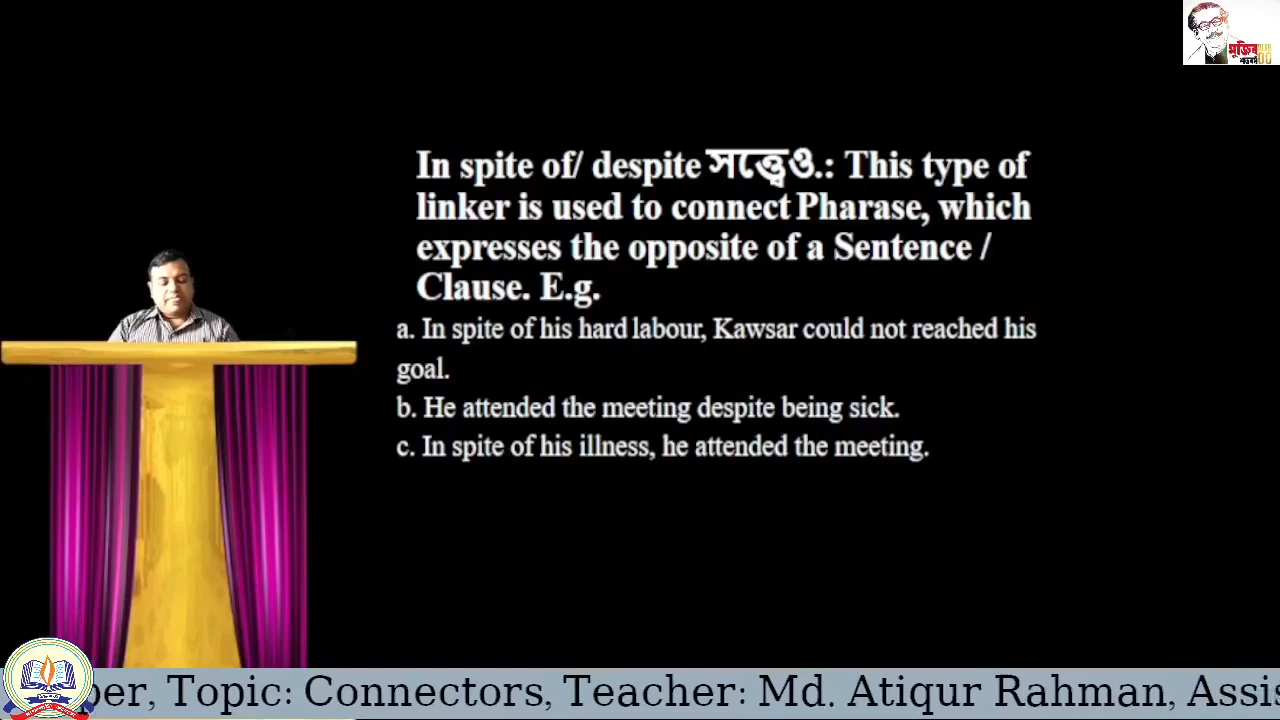 মুজিব
শতবর্ষ
100
In spite of/ despite সত্ত্বেও.: This type of
linker is used to connect Pharase, which
expresses the opposite of a Sentence /
Clause. E.g.
a. In spite of his hard labour, Kawsar could not reached his
goal.
b. He attended the meeting despite being sick.
c. In spite of his illness, he attended the meeting.
per, Topic: Connectors, Teacher: Md. Atiqur Rahman, Assis